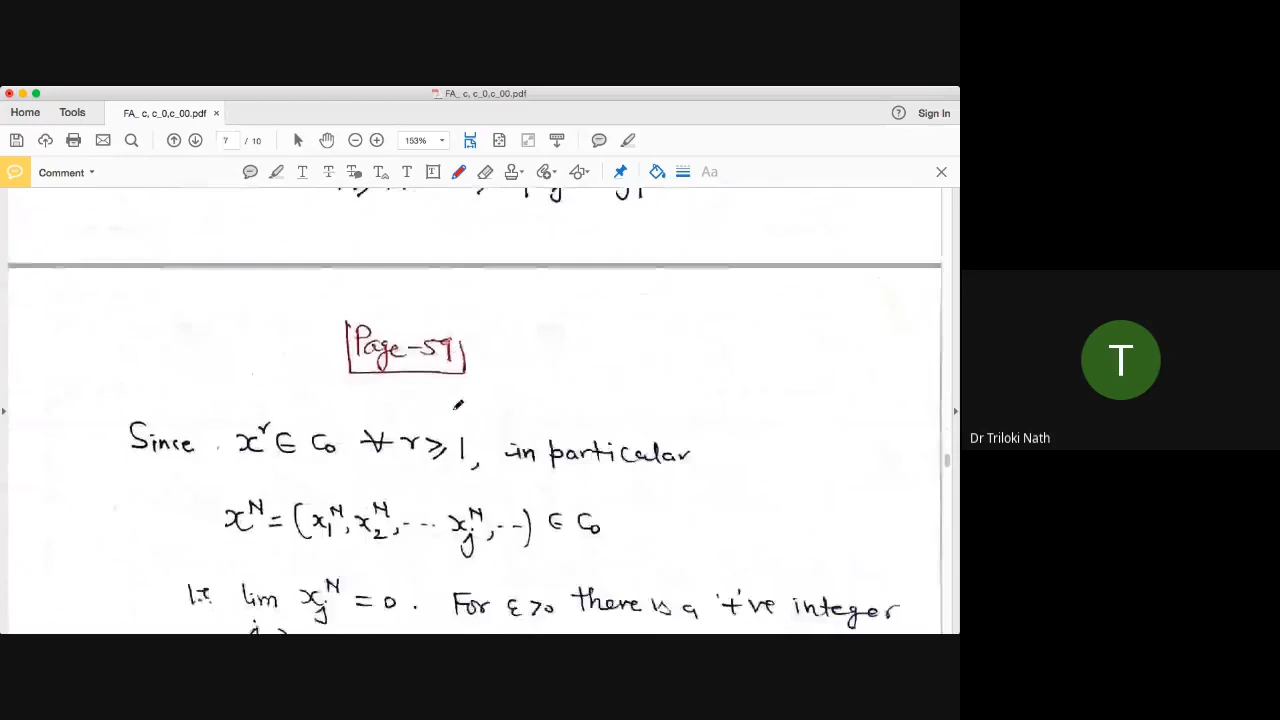 FA_ c, c_0,c_00.pdf
Home Tools FA_ c, c_0,c_00.pdf × Sign In
7 / 10 153%
Comment Aa
Page-59
Since x^r ∈ C₀ ∀ r ≥ 1, in particular
x^N = (x₁^N, x₂^N, ... x_j^N, ..) ∈ C₀
i.e. lim x_j^N = 0. For ε>0 there is a '+'ve integer
T
Dr Triloki Nath